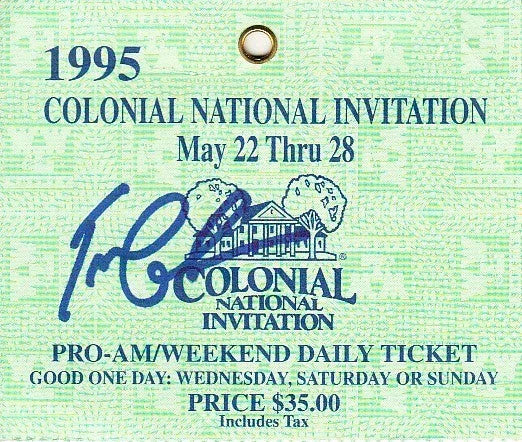 1995
COLONIAL NATIONAL INVITATION
May 22 Thru 28
®
COLONIAL
NATIONAL
INVITATION
PRO-AM/WEEKEND DAILY TICKET
GOOD ONE DAY: WEDNESDAY, SATURDAY OR SUNDAY
PRICE $35.00
Includes Tax